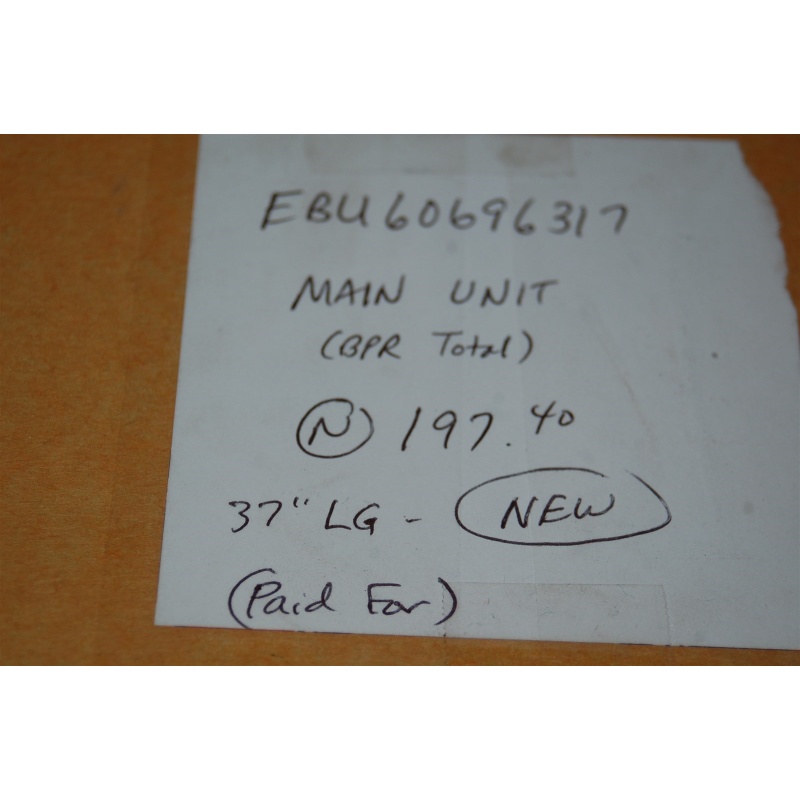 EBU60696317
MAIN UNIT
(BPR Total)
(N) 197.40
37" LG - NEW
(Paid For)